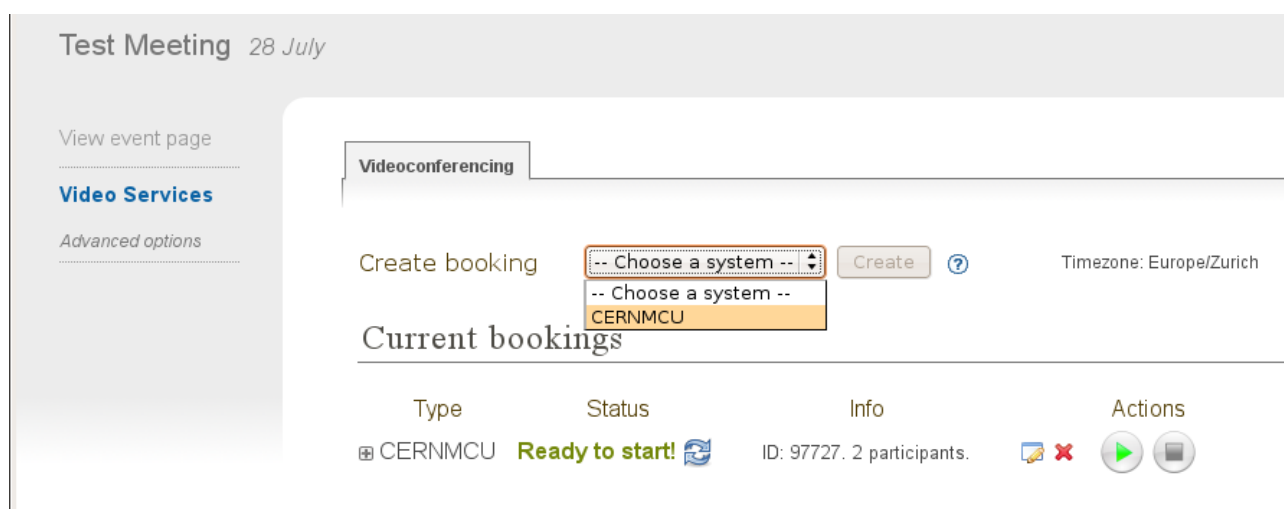 Test Meeting 28 July
View event page
Video Services
Advanced options
Videoconferencing
Create booking -- Choose a system -- Create ? Timezone: Europe/Zurich
-- Choose a system --
CERNMCU
Current bookings
Type Status Info Actions
CERNMCU Ready to start! ID: 97727. 2 participants.